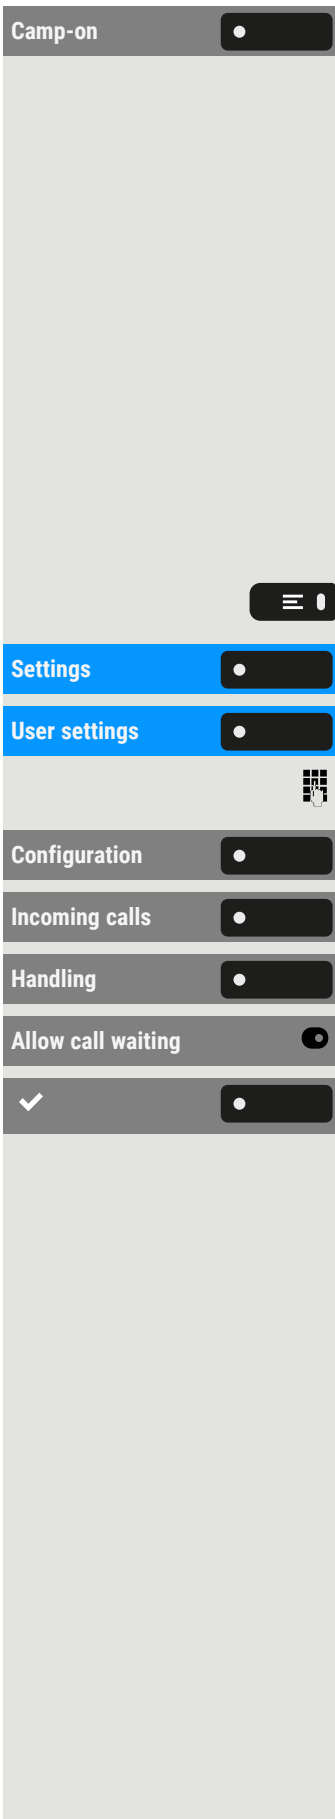 Camp-on
Settings
User settings
Configuration
Incoming calls
Handling
Allow call waiting